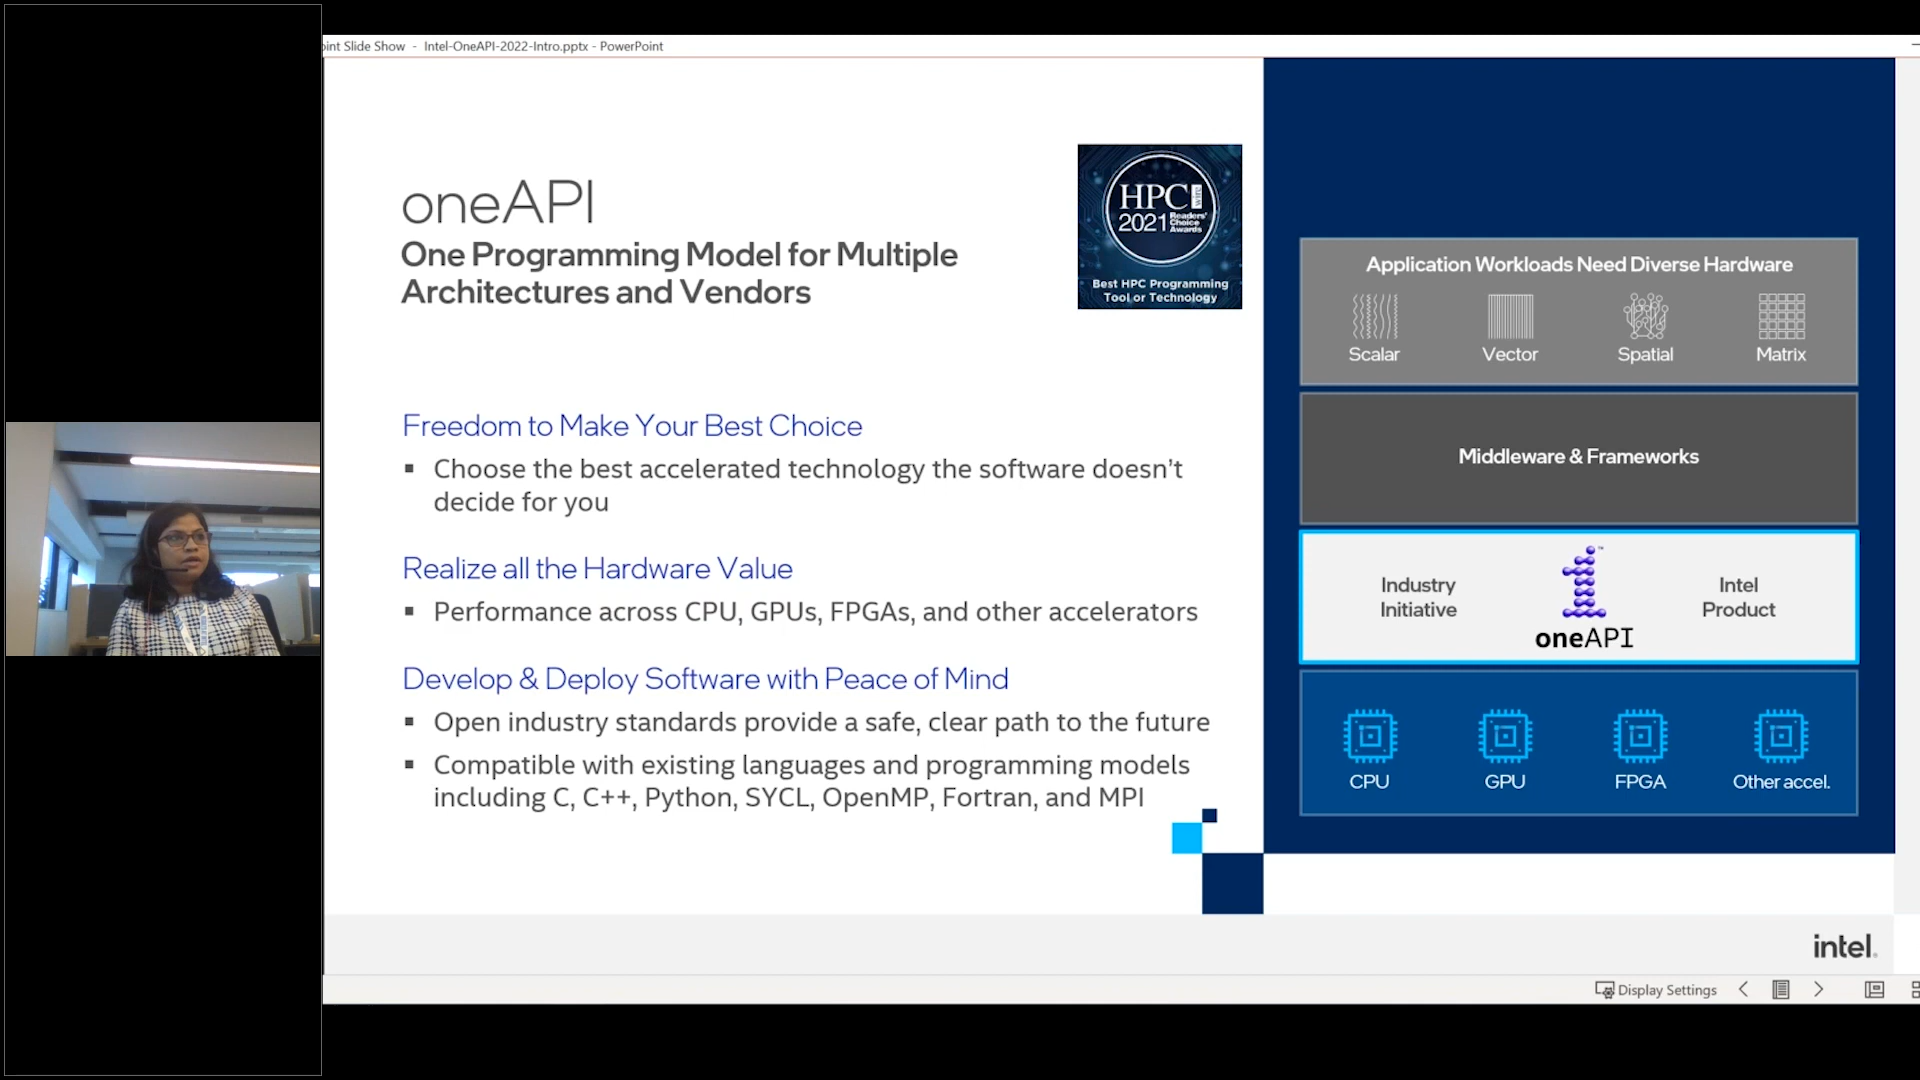 oint Slide Show - Intel-OneAPI-2022-Intro.pptx - PowerPoint
oneAPI
One Programming Model for Multiple
Architectures and Vendors
HPC wire
2021 Readers' Choice Awards
Best HPC Programming
Tool or Technology
Freedom to Make Your Best Choice
▪ Choose the best accelerated technology the software doesn't
decide for you
Realize all the Hardware Value
▪ Performance across CPU, GPUs, FPGAs, and other accelerators
Develop & Deploy Software with Peace of Mind
▪ Open industry standards provide a safe, clear path to the future
▪ Compatible with existing languages and programming models
including C, C++, Python, SYCL, OpenMP, Fortran, and MPI
Application Workloads Need Diverse Hardware
Scalar Vector Spatial Matrix
Middleware & Frameworks
Industry
Initiative
oneAPI
Intel
Product
CPU GPU FPGA Other accel.
intel.
Display Settings